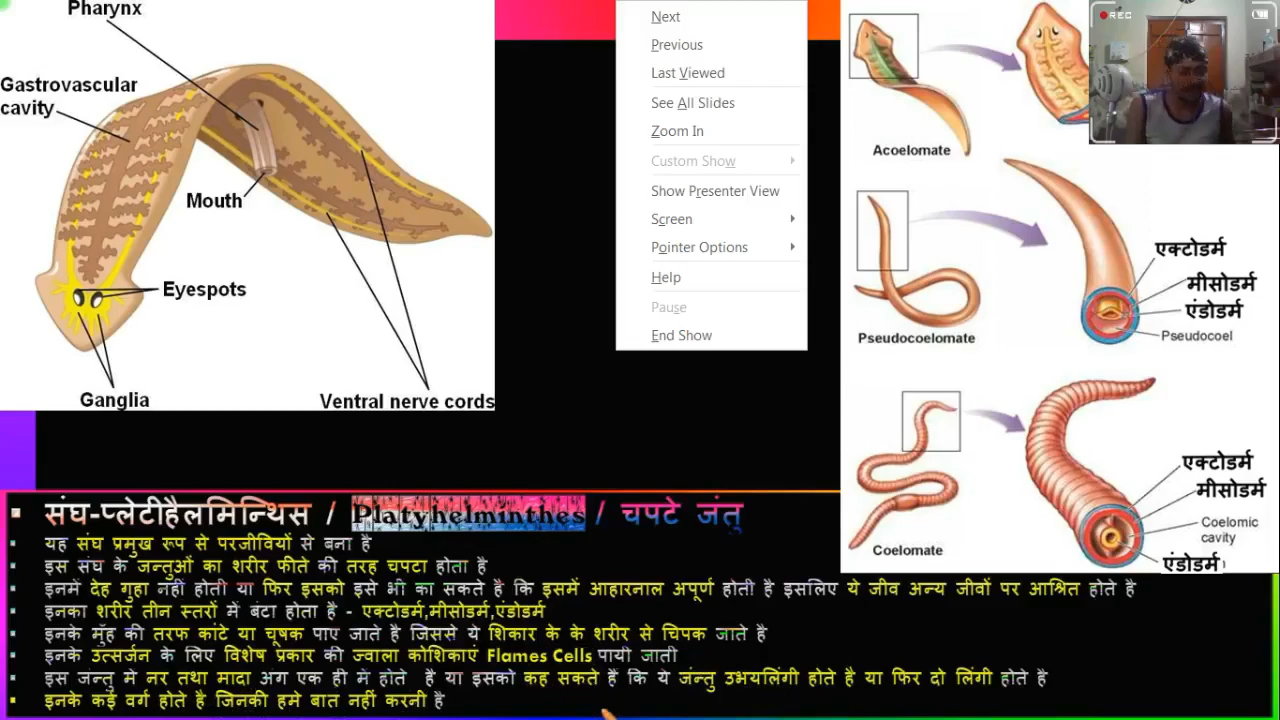 Pharynx
Gastrovascular
cavity
Mouth
Eyespots
Ganglia
Ventral nerve cords
Next
Previous
Last Viewed
See All Slides
Zoom In
Custom Show
Show Presenter View
Screen
Pointer Options
Help
Pause
End Show
REC
Acoelomate
Pseudocoelomate
एक्टोडर्म
मीसोडर्म
एंडोडर्म
Pseudocoel
Coelomate
एक्टोडर्म
मीसोडर्म
Coelomic
cavity
एंडोडर्म
संघ-प्लेटीहैलमिन्थिस / Platyhelminthes / चपटे जंतु
यह संघ प्रमुख रूप से परजीवियों से बना है
इस संघ के जन्तुओं का शरीर फीते की तरह चपटा होता है
इनमें देह गुहा नहीं होती या फिर इसको इसे भी का सकते है कि इसमें आहारनाल अपूर्ण होती है इसलिए ये जीव अन्य जीवों पर आश्रित होते है
इनका शरीर तीन स्तरों में बंटा होता है - एक्टोडर्म,मीसोडर्म,एंडोडर्म
इनके मुँह की तरफ कांटे या चूषक पाए जाते है जिससे ये शिकार के के शरीर से चिपक जाते है
इनके उत्सर्जन के लिए विशेष प्रकार की ज्वाला कोशिकाएं Flames Cells पायी जाती
इस जन्तु में नर तथा मादा अंग एक ही में होते है या इसको कह सकते हैं कि ये जंन्तु उभयलिंगी होते है या फिर दो लिंगी होते है
इनके कई वर्ग होते है जिनकी हमे बात नहीं करनी है